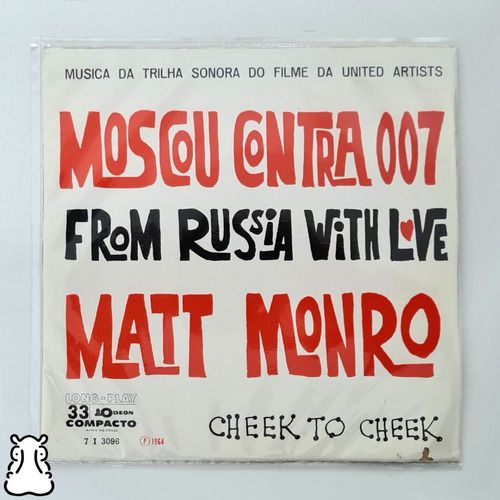 MUSICA DA TRILHA SONORA DO FILME DA UNITED ARTISTS
MOSCOU CONTRA 007
FROM RUSSIA WITH LOVE
MATT MONRO
LONG-PLAY
33 ODEON
COMPACTO
7 I 3096
℗ 1964
CHEEK TO CHEEK